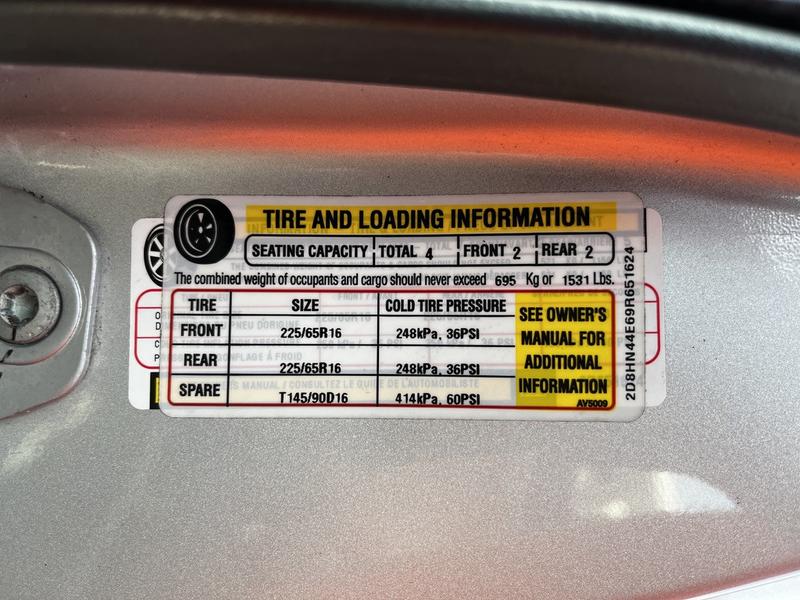 TIRE AND LOADING INFORMATION
SEATING CAPACITY TOTAL 4 FRONT 2 REAR 2
The combined weight of occupants and cargo should never exceed 695 Kg or 1531 Lbs.
TIRE SIZE COLD TIRE PRESSURE
FRONT 225/65R16 248kPa, 36PSI
REAR 225/65R16 248kPa, 36PSI
SPARE T145/90D16 414kPa, 60PSI
SEE OWNER'S
MANUAL FOR
ADDITIONAL
INFORMATION
AV5009
2D8HN44E69R651624